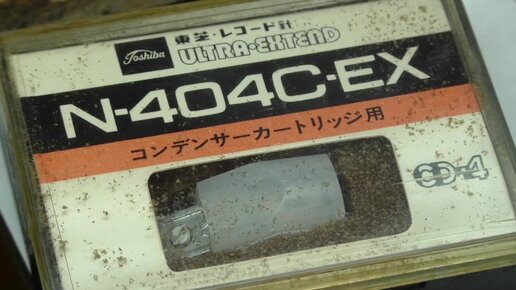 東芝・レコード針
Toshiba
ULTRA-EXTEND
N-404C-EX
コンデンサーカートリッジ用
CD-4